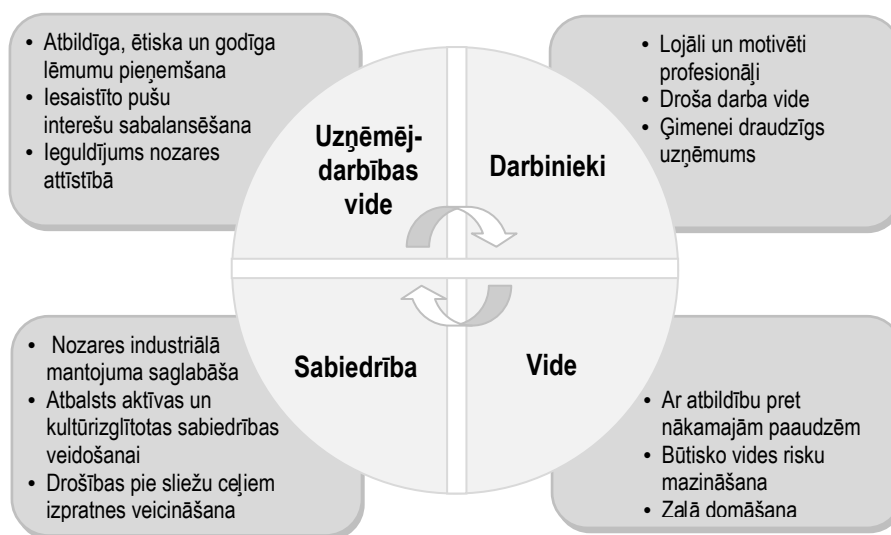 • Atbildīga, ētiska un godīga
lēmumu pieņemšana
• Iesaistīto pušu
interešu sabalansēšana
• Ieguldījums nozares
attīstībā
Uzņēmēj-
darbības
vide
Darbinieki
• Lojāli un motivēti
profesionāļi
• Droša darba vide
• Ģimenei draudzīgs
uzņēmums
Sabiedrība
Vide
• Nozares industriālā
mantojuma saglabāša
• Atbalsts aktīvas un
kultūrizglītotas sabiedrības
veidošanai
• Drošības pie sliežu ceļiem
izpratnes veicināšana
• Ar atbildību pret
nākamajām paaudzēm
• Būtisko vides risku
mazināšana
• Zaļā domāšana